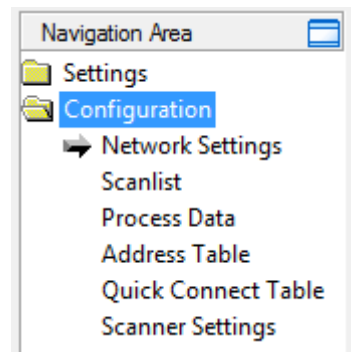 Navigation Area
Settings
Configuration
Network Settings
Scanlist
Process Data
Address Table
Quick Connect Table
Scanner Settings